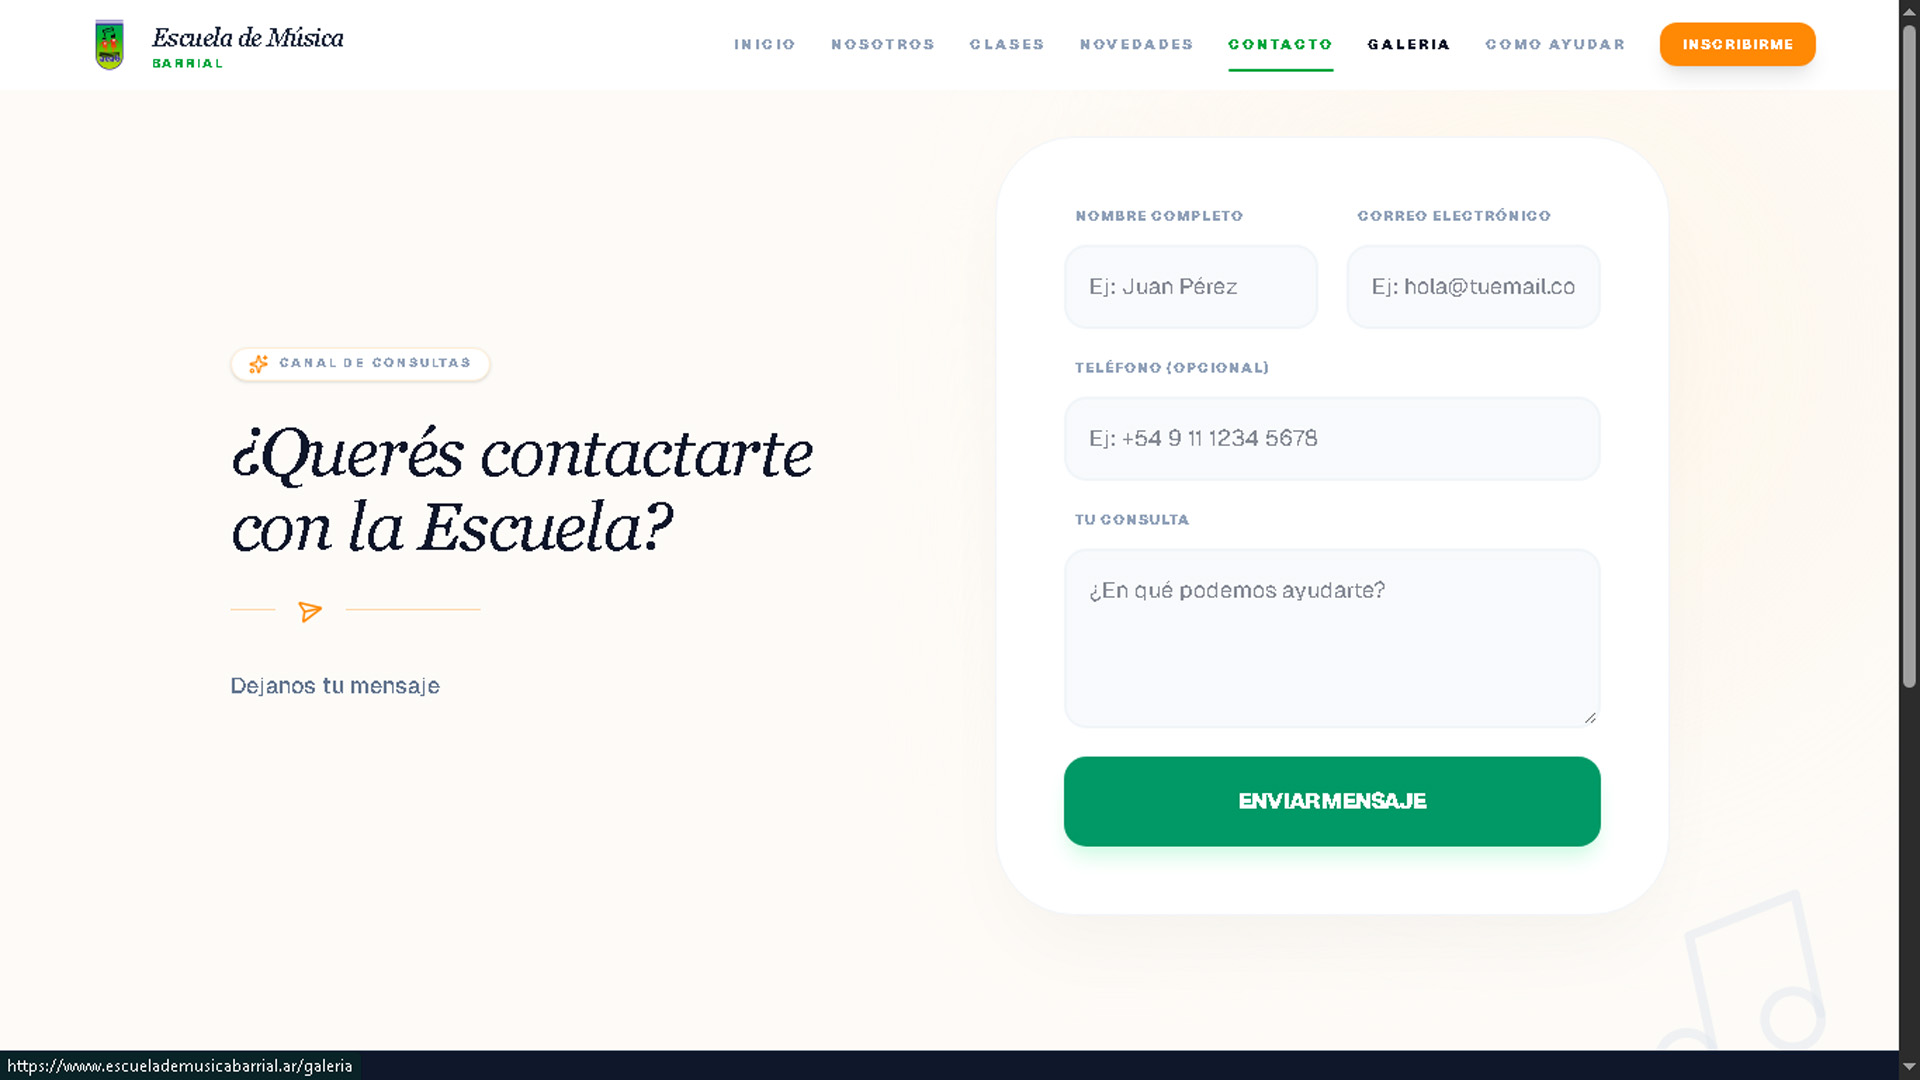 Escuela de Música
BARRIAL
INICIO NOSOTROS CLASES NOVEDADES CONTACTO GALERIA COMO AYUDAR INSCRIBIRME
CANAL DE CONSULTAS
¿Querés contactarte
con la Escuela?
Dejanos tu mensaje
NOMBRE COMPLETO CORREO ELECTRÓNICO
Ej: Juan Pérez Ej: hola@tuemail.co
TELÉFONO (OPCIONAL)
Ej: +54 9 11 1234 5678
TU CONSULTA
¿En qué podemos ayudarte?
ENVIAR MENSAJE
https://www.escuelademusicabarrial.ar/galeria